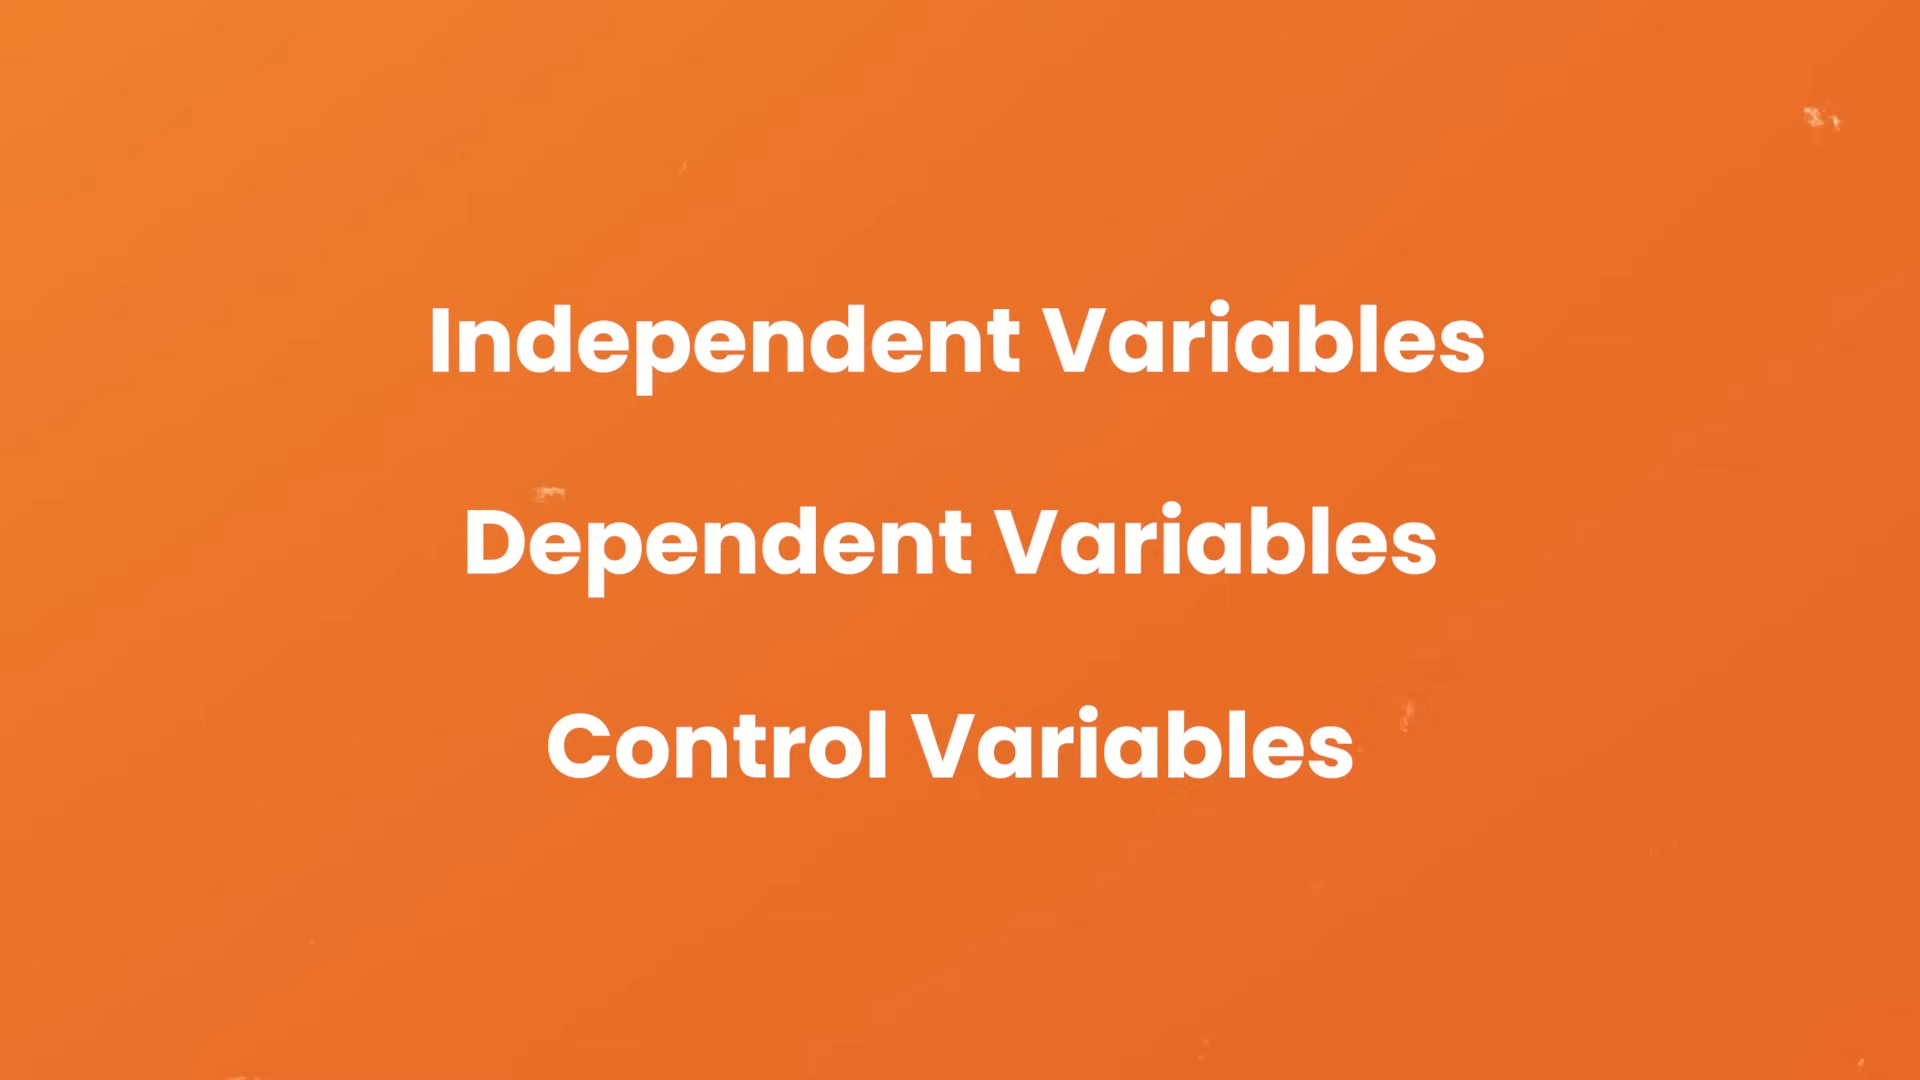 Independent Variables
Dependent Variables
Control Variables